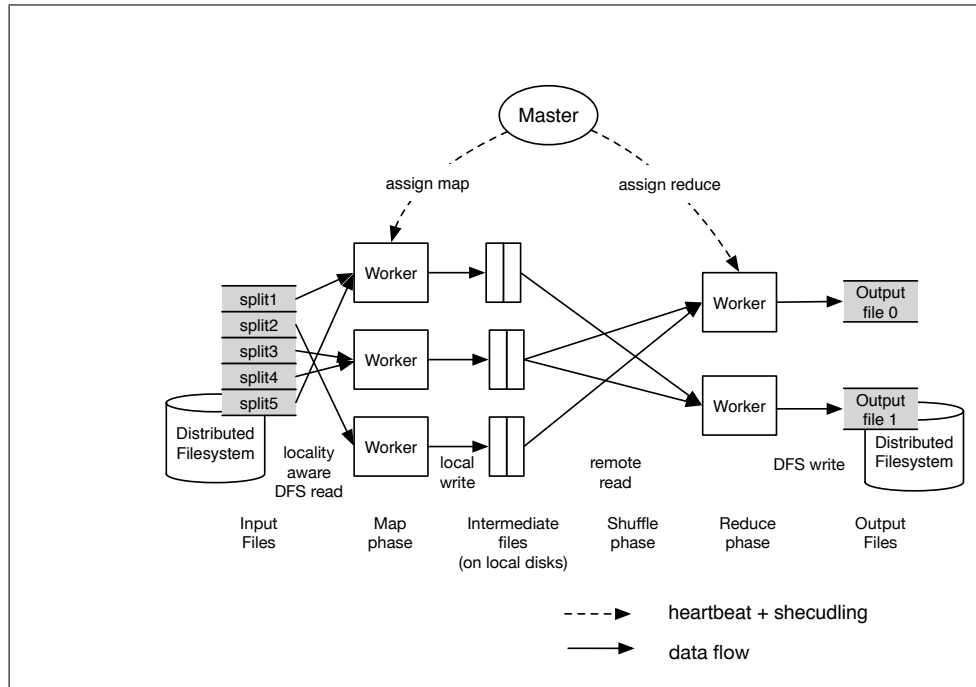 Master
assign map
assign reduce
Worker
Worker
Worker
Worker
Worker
split1
split2
split3
split4
split5
Distributed
Filesystem
locality
aware
DFS read
local
write
remote
read
DFS write
Output
file 0
Output
file 1
Distributed
Filesystem
Input
Files
Map
phase
Intermediate
files
(on local disks)
Shuffle
phase
Reduce
phase
Output
Files
heartbeat + shecudling
data flow